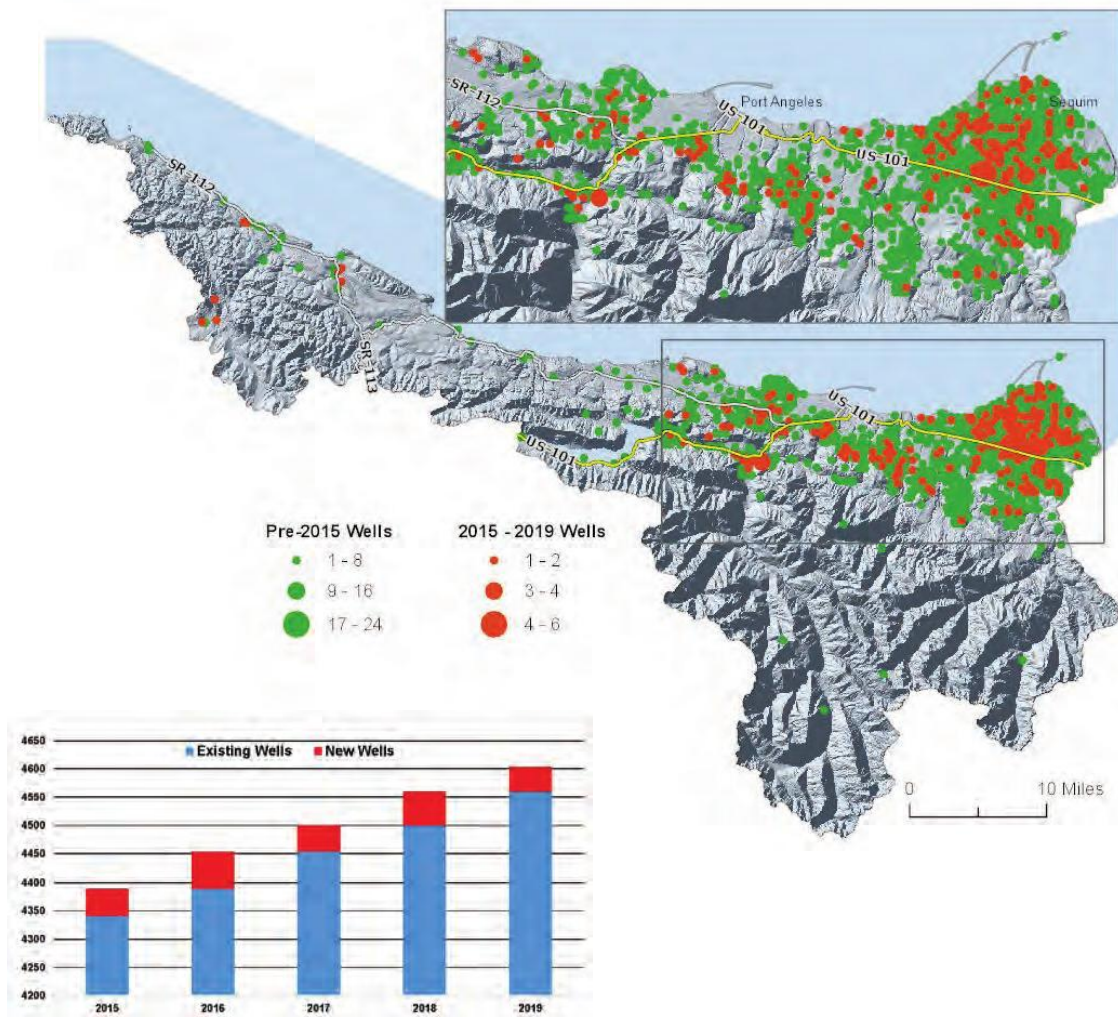 SR-112
Port Angeles
US-101
Sequim
US-101
SR-112
SR-113
US-101
US-101
Pre-2015 Wells
1 - 8
9 - 16
17 - 24
2015 - 2019 Wells
1 - 2
3 - 4
4 - 6
0 10 Miles
Existing Wells New Wells
4650
4600
4550
4500
4450
4400
4350
4300
4250
4200
2015 2016 2017 2018 2019